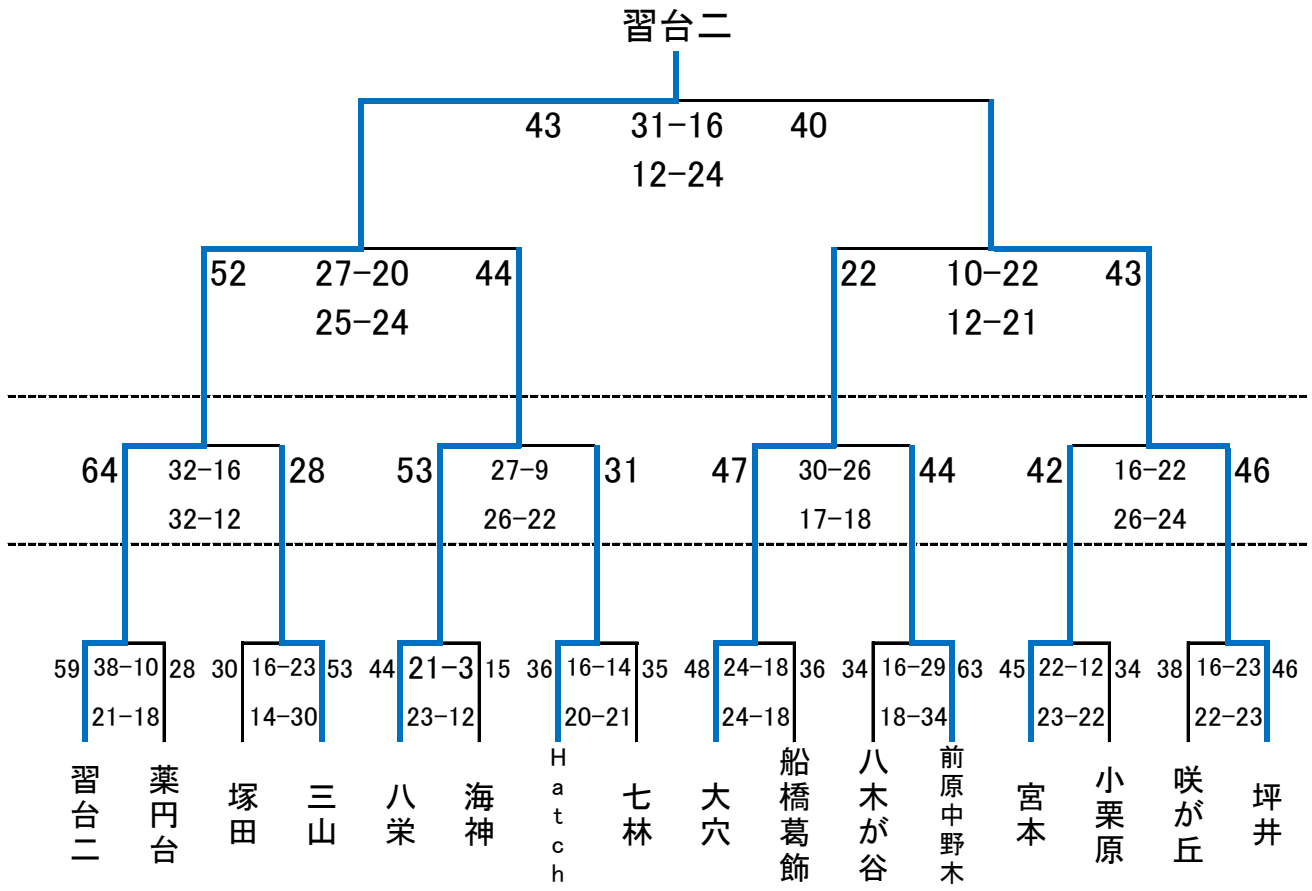 習台二
43 31-16 40
12-24
52 27-20 44 22 10-22 43
25-24 12-21
64 32-16 28 53 27-9 31 47 30-26 44 42 16-22 46
32-12 26-22 17-18 26-24
59 38-10 28 30 16-23 53 44 21-3 15 36 16-14 35 48 24-18 36 34 16-29 63 45 22-12 34 38 16-23 46
21-18 14-30 23-12 20-21 24-18 18-34 23-22 22-23
習台二
薬円台
塚田
三山
八栄
海神
Hatch
七林
大穴
船橋葛飾
八木が谷
前原中野木
宮本
小栗原
咲が丘
坪井